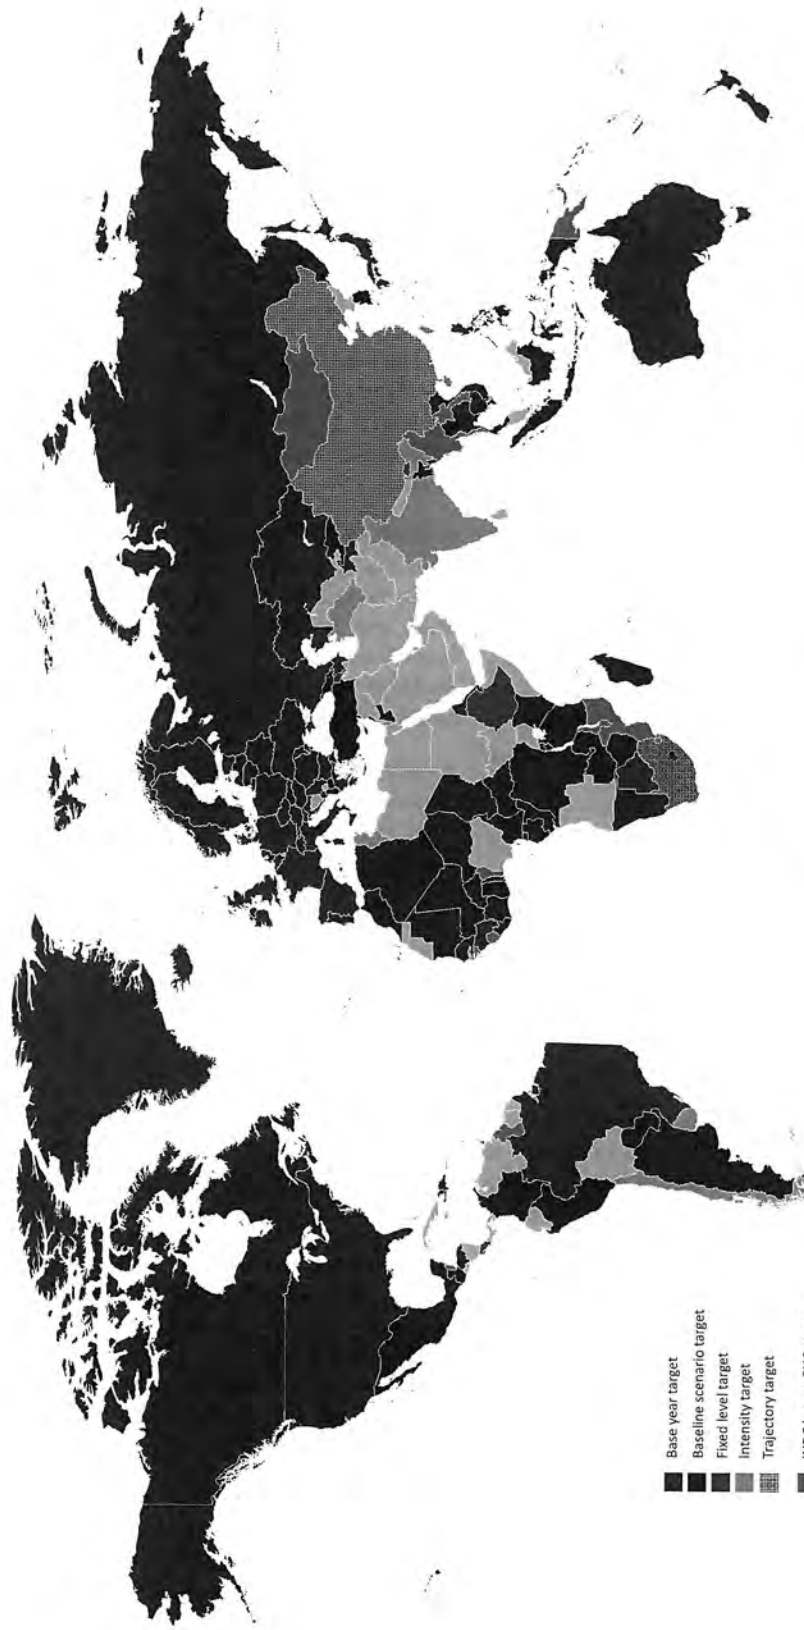 Base year target
Baseline scenario target
Fixed level target
Intensity target
Trajectory target